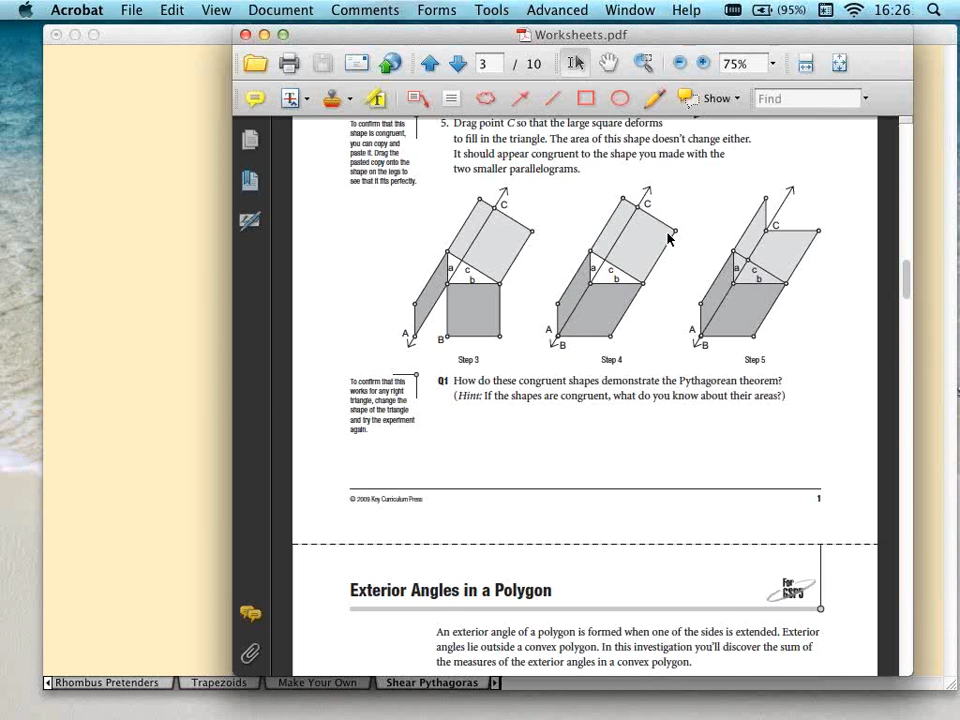 Acrobat File Edit View Document Comments Forms Tools Advanced Window Help (95%) 16:26
Worksheets.pdf
3 / 10 75%
Show Find
To confirm that this
shape is congruent,
you can copy and
paste it. Drag the
pasted copy onto the
shape on the legs to
see that it fits perfectly.
5. Drag point C so that the large square deforms
to fill in the triangle. The area of this shape doesn't change either.
It should appear congruent to the shape you made with the
two smaller parallelograms.
C
a c
b
A
B
Step 3
C
a c
b
A
B
Step 4
C
a c
b
A
B
Step 5
To confirm that this
works for any right
triangle, change the
shape of the triangle
and try the experiment
again.
Q1 How do these congruent shapes demonstrate the Pythagorean theorem?
(Hint: If the shapes are congruent, what do you know about their areas?)
© 2009 Key Curriculum Press 1
Exterior Angles in a Polygon
For
GSP5
An exterior angle of a polygon is formed when one of the sides is extended. Exterior
angles lie outside a convex polygon. In this investigation you'll discover the sum of
the measures of the exterior angles in a convex polygon.
Rhombus Pretenders Trapezoids Make Your Own Shear Pythagoras